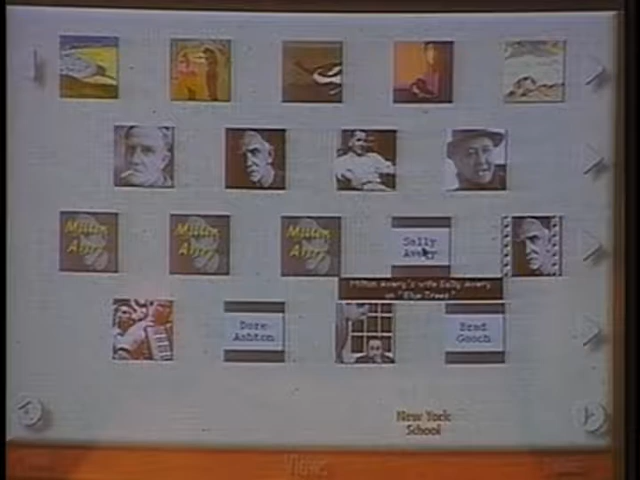 Milton
Avery
Milton
Avery
Milton
Avery
Sally
Avery
Milton Avery's wife Sally Avery
on "Blue Trees"
Dore
Ashton
Brad
Gooch
New York
School
Views